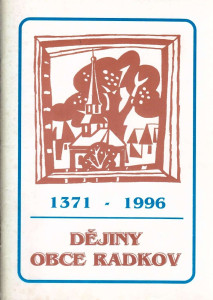 1371 - 1996
DĚJINY
OBCE RADKOV